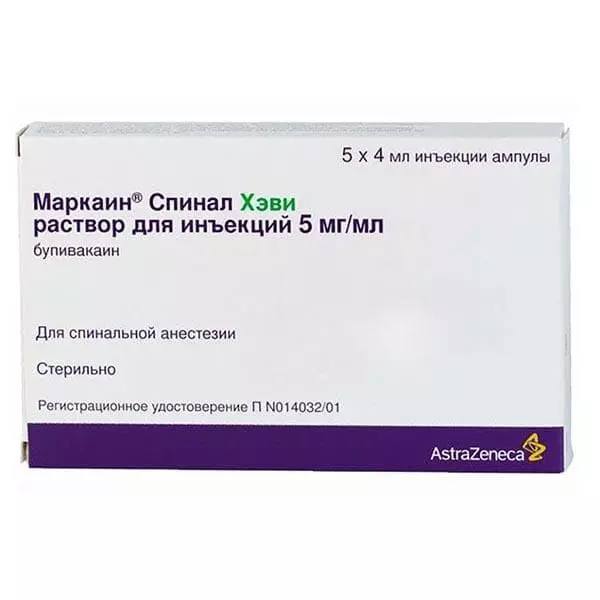 5 x 4 мл инъекции ампулы
Маркаин® Спинал Хэви
раствор для инъекций 5 мг/мл
бупивакаин
Для спинальной анестезии
Стерильно
Регистрационное удостоверение П N014032/01
AstraZeneca